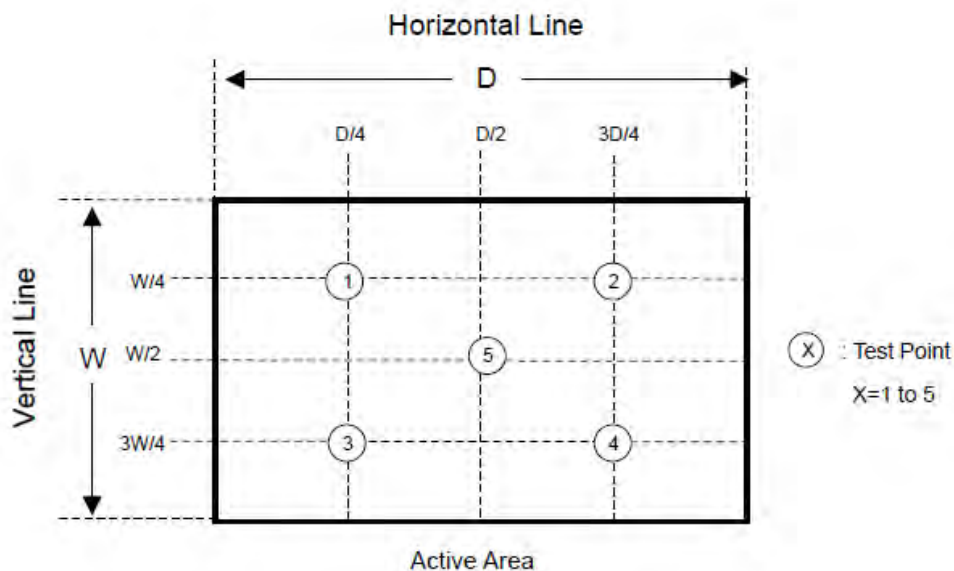 Horizontal Line
D
D/4 D/2 3D/4
Vertical Line
W
W/4
1 2
W/2
5
X : Test Point
X=1 to 5
3W/4
3 4
Active Area